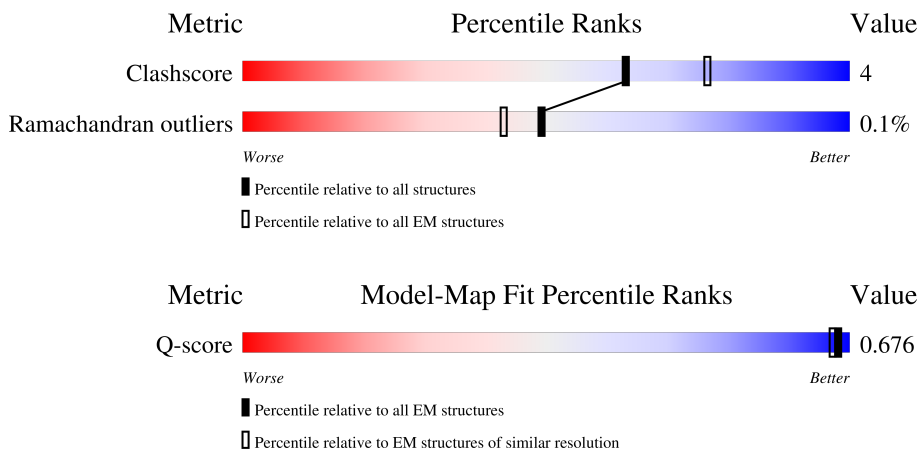 Metric Percentile Ranks Value
Clashscore 4
Ramachandran outliers 0.1%
Worse Better
Percentile relative to all structures
Percentile relative to all EM structures
Metric Model-Map Fit Percentile Ranks Value
Q-score 0.676
Worse Better
Percentile relative to all EM structures
Percentile relative to EM structures of similar resolution